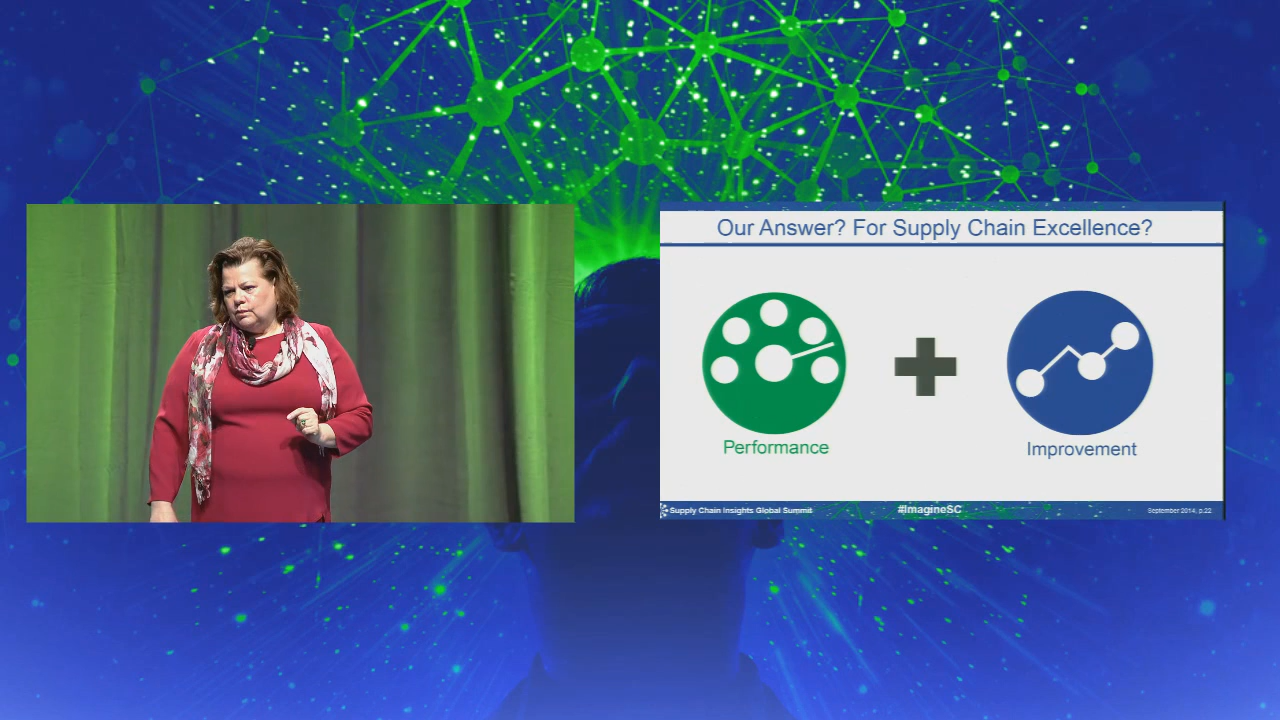 Our Answer? For Supply Chain Excellence?
Performance
Improvement
Supply Chain Insights Global Summit
#ImagineSC
September 2014, p.22